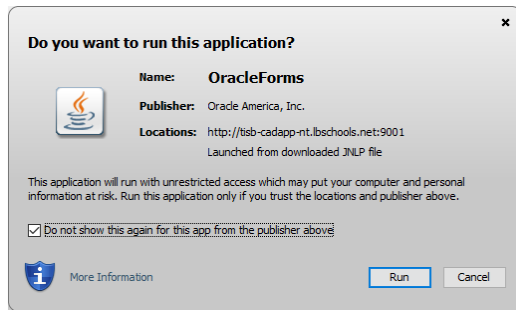 Do you want to run this application?
Name: OracleForms
Publisher: Oracle America, Inc.
Locations: http://tisb-cadapp-nt.lbschools.net:9001
Launched from downloaded JNLP file
This application will run with unrestricted access which may put your computer and personal
information at risk. Run this application only if you trust the locations and publisher above.
Do not show this again for this app from the publisher above
More Information
Run
Cancel